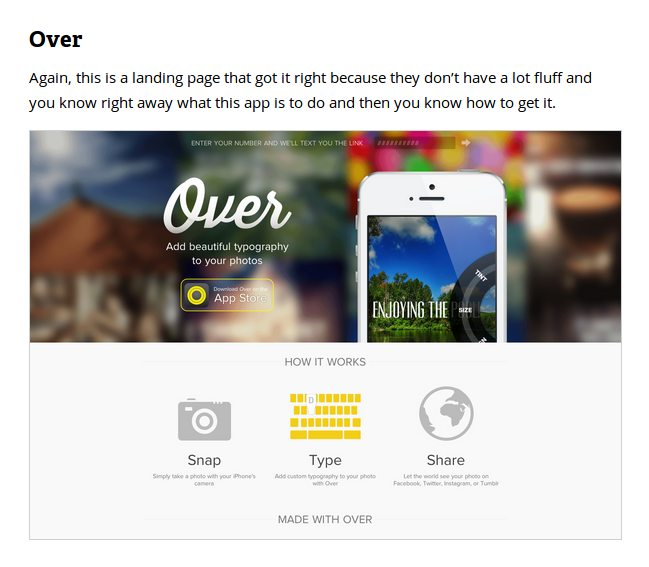 Over
Again, this is a landing page that got it right because they don’t have a lot fluff and
you know right away what this app is to do and then you know how to get it.
ENTER YOUR NUMBER AND WE'LL TEXT YOU THE LINK ##########
Over
Add beautiful typography
to your photos
Download Over on the
App Store
TINT
ENJOYING THE POOL
SIZE
HOW IT WORKS
D
Snap
Type
Share
Simply take a photo with your iPhone's
camera
Add custom typography to your photo
with Over
Let the world see your photo on
Facebook, Twitter, Instagram, or Tumblr
MADE WITH OVER